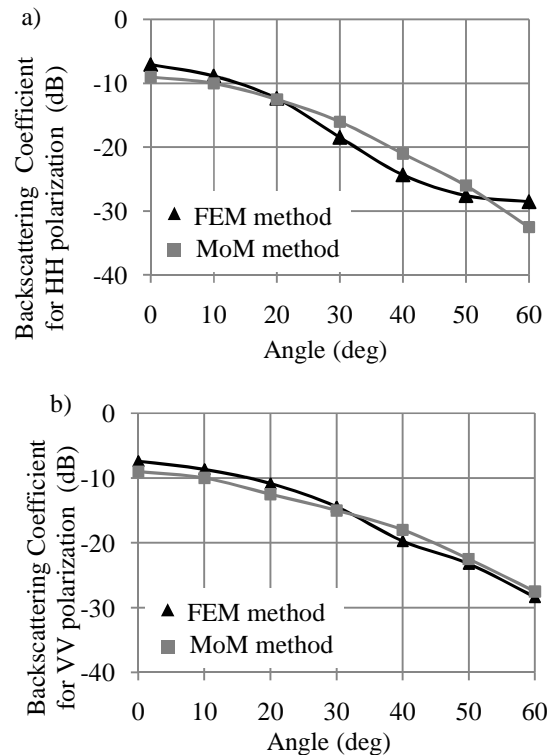 a)
Backscattering Coefficient
for HH polarization (dB)
0
-10
-20
-30
-40
FEM method
MoM method
0 10 20 30 40 50 60
Angle (deg)
b)
Backscattering Coefficient
for VV polarization (dB)
0
-10
-20
-30
-40
FEM method
MoM method
0 10 20 30 40 50 60
Angle (deg)